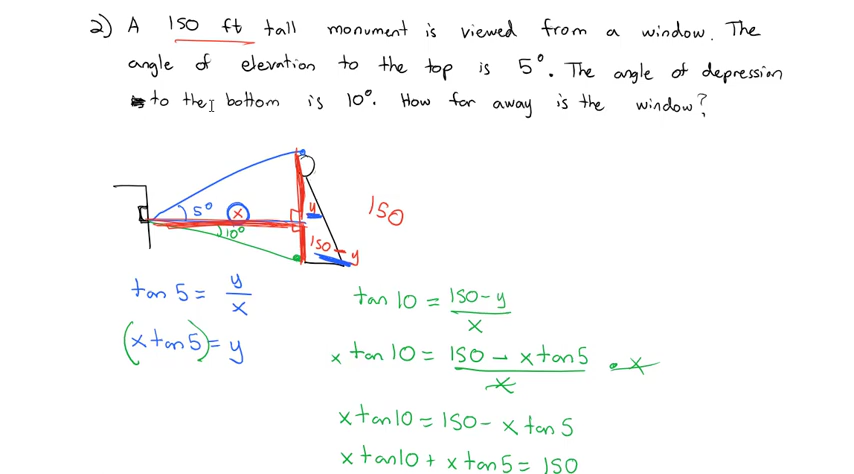 2) A 150 ft tall monument is viewed from a window. The
angle of elevation to the top is 5°. The angle of depression
to the bottom is 10°. How far away is the window?
5° x y 150
10° 150 - y
tan 5 = y/x
(x tan 5) = y
tan 10 = 150 - y / x
x tan 10 = 150 - x tan 5 / x • x
x tan 10 = 150 - x tan 5
x tan 10 + x tan 5 = 150